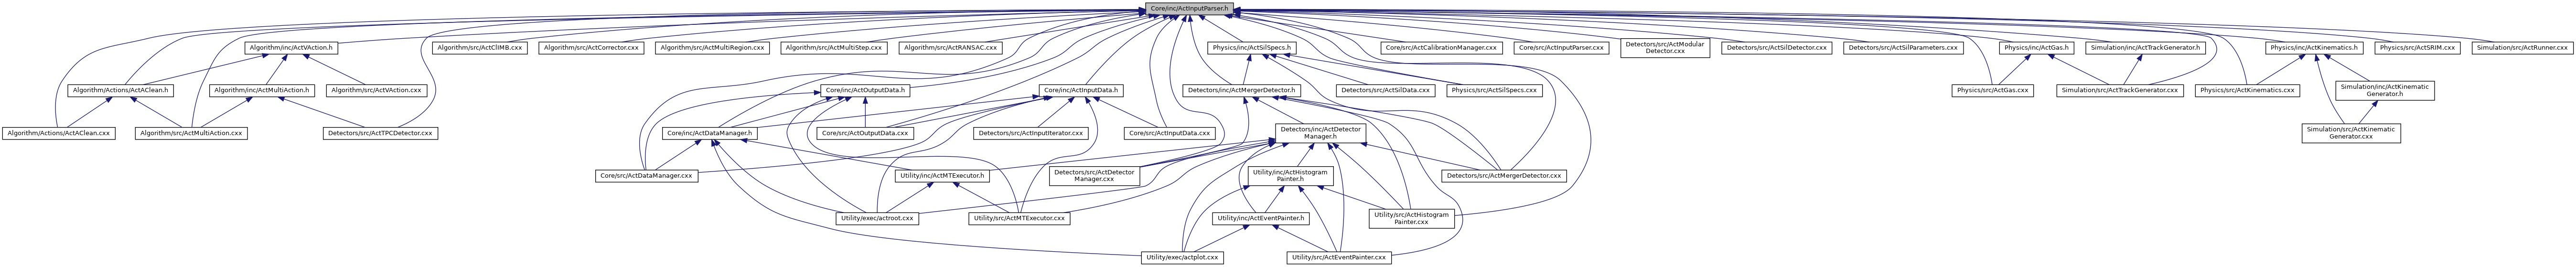 Core/inc/ActInputParser.h
Algorithm/inc/ActVAction.h
Algorithm/src/ActCliMB.cxx
Algorithm/src/ActCorrector.cxx
Algorithm/src/ActMultiRegion.cxx
Algorithm/src/ActMultiStep.cxx
Algorithm/src/ActRANSAC.cxx
Physics/inc/ActSilSpecs.h
Core/src/ActCalibrationManager.cxx
Core/src/ActInputParser.cxx
Detectors/src/ActModular
Detector.cxx
Detectors/src/ActSilDetector.cxx
Detectors/src/ActSilParameters.cxx
Physics/inc/ActGas.h
Simulation/inc/ActTrackGenerator.h
Physics/inc/ActKinematics.h
Physics/src/ActSRIM.cxx
Simulation/src/ActRunner.cxx
Algorithm/Actions/ActAClean.h
Algorithm/inc/ActMultiAction.h
Algorithm/src/ActVAction.cxx
Core/inc/ActOutputData.h
Core/inc/ActInputData.h
Detectors/inc/ActMergerDetector.h
Detectors/src/ActSilData.cxx
Physics/src/ActSilSpecs.cxx
Physics/src/ActGas.cxx
Simulation/src/ActTrackGenerator.cxx
Physics/src/ActKinematics.cxx
Simulation/inc/ActKinematic
Generator.h
Algorithm/Actions/ActAClean.cxx
Algorithm/src/ActMultiAction.cxx
Detectors/src/ActTPCDetector.cxx
Core/inc/ActDataManager.h
Core/src/ActOutputData.cxx
Detectors/src/ActInputIterator.cxx
Core/src/ActInputData.cxx
Detectors/inc/ActDetector
Manager.h
Simulation/src/ActKinematic
Generator.cxx
Core/src/ActDataManager.cxx
Utility/inc/ActMTExecutor.h
Detectors/src/ActDetector
Manager.cxx
Utility/inc/ActHistogram
Painter.h
Detectors/src/ActMergerDetector.cxx
Utility/exec/actroot.cxx
Utility/src/ActMTExecutor.cxx
Utility/inc/ActEventPainter.h
Utility/src/ActHistogram
Painter.cxx
Utility/exec/actplot.cxx
Utility/src/ActEventPainter.cxx